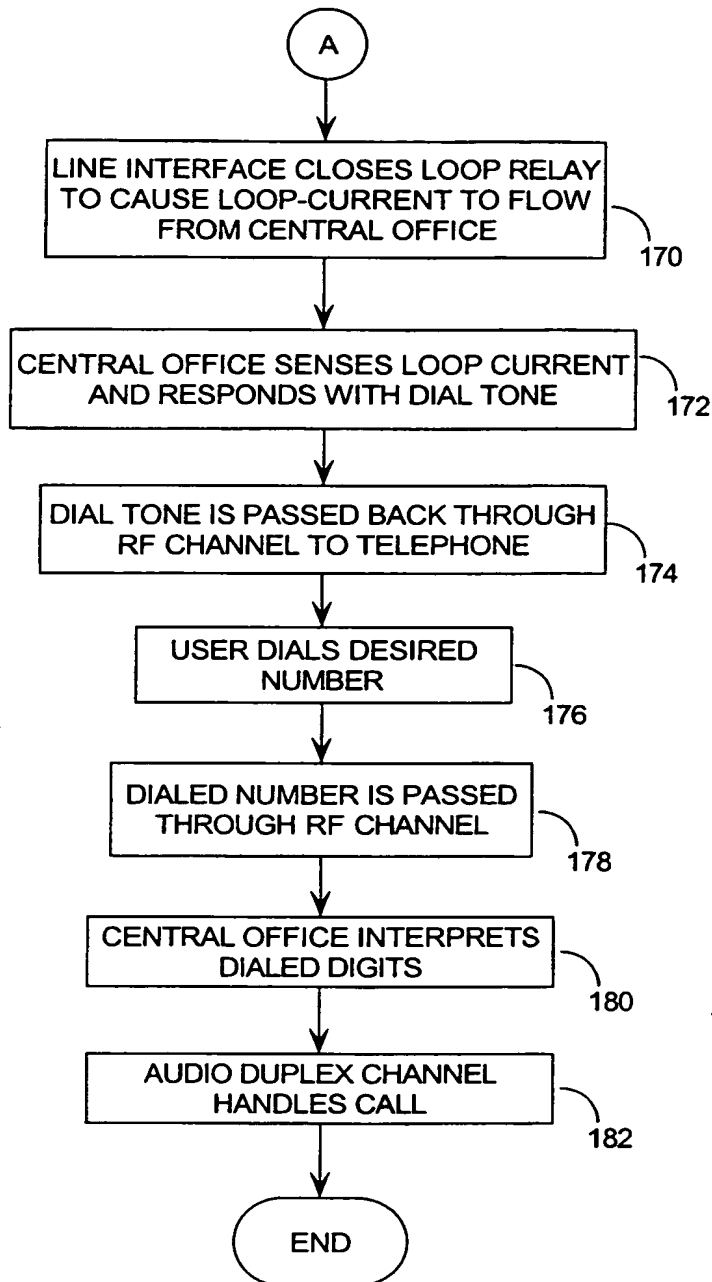 A
LINE INTERFACE CLOSES LOOP RELAY
TO CAUSE LOOP-CURRENT TO FLOW
FROM CENTRAL OFFICE
170
CENTRAL OFFICE SENSES LOOP CURRENT
AND RESPONDS WITH DIAL TONE
172
DIAL TONE IS PASSED BACK THROUGH
RF CHANNEL TO TELEPHONE
174
USER DIALS DESIRED
NUMBER
176
DIALED NUMBER IS PASSED
THROUGH RF CHANNEL
178
CENTRAL OFFICE INTERPRETS
DIALED DIGITS
180
AUDIO DUPLEX CHANNEL
HANDLES CALL
182
END